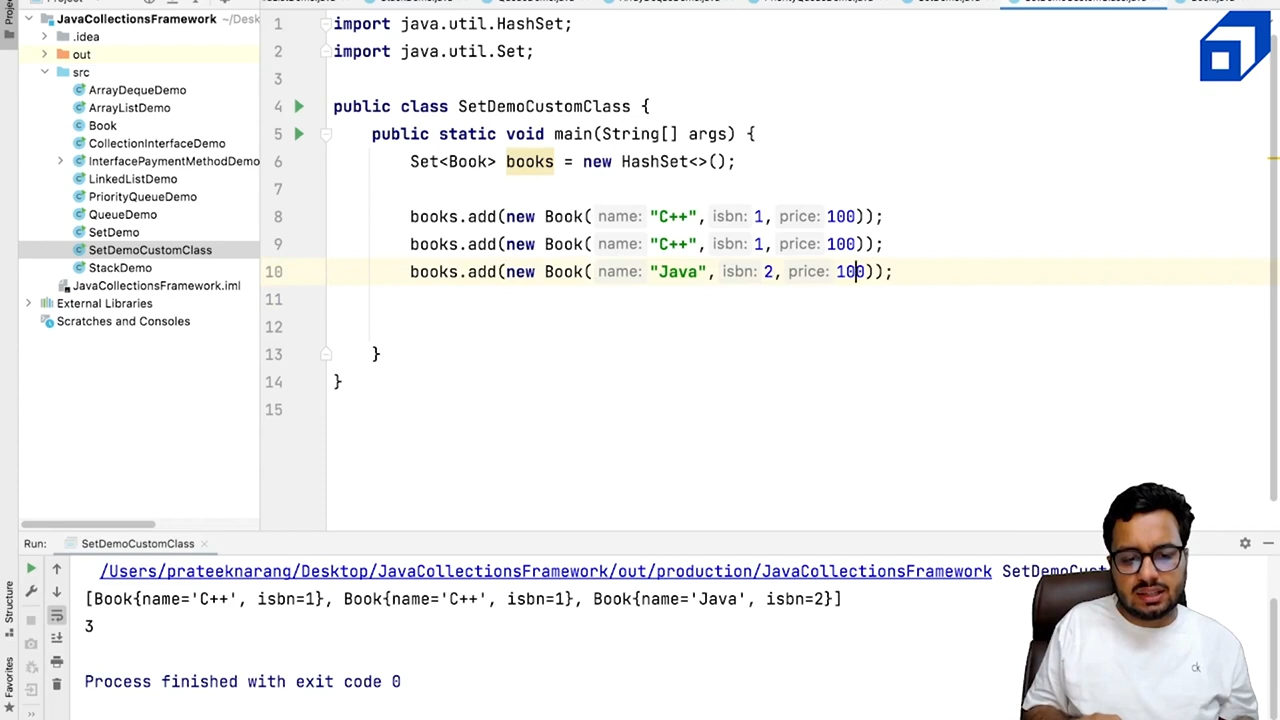 JavaCollectionsFramework ~/Desk
.idea
out
src
ArrayDequeDemo
ArrayListDemo
Book
CollectionInterfaceDemo
InterfacePaymentMethodDemo
LinkedListDemo
PriorityQueueDemo
QueueDemo
SetDemo
SetDemoCustomClass
StackDemo
JavaCollectionsFramework.iml
External Libraries
Scratches and Consoles
1 import java.util.HashSet;
2 import java.util.Set;
3
4 public class SetDemoCustomClass {
5 public static void main(String[] args) {
6 Set<Book> books = new HashSet<>();
7
8 books.add(new Book( name: "C++", isbn: 1, price: 100));
9 books.add(new Book( name: "C++", isbn: 1, price: 100));
10 books.add(new Book( name: "Java", isbn: 2, price: 100));
11
12
13 }
14 }
15
Run: SetDemoCustomClass
/Users/prateeknarang/Desktop/JavaCollectionsFramework/out/production/JavaCollectionsFramework SetDemoCust
[Book{name='C++', isbn=1}, Book{name='C++', isbn=1}, Book{name='Java', isbn=2}]
3
Process finished with exit code 0
Structure
Favorites
ck